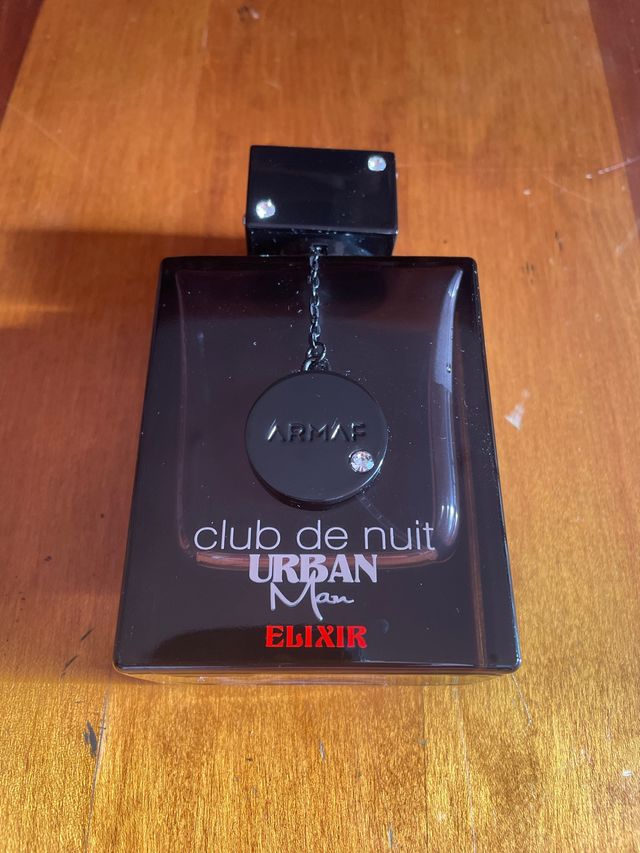 ARMAF
club de nuit
URBAN
Man
ELIXIR